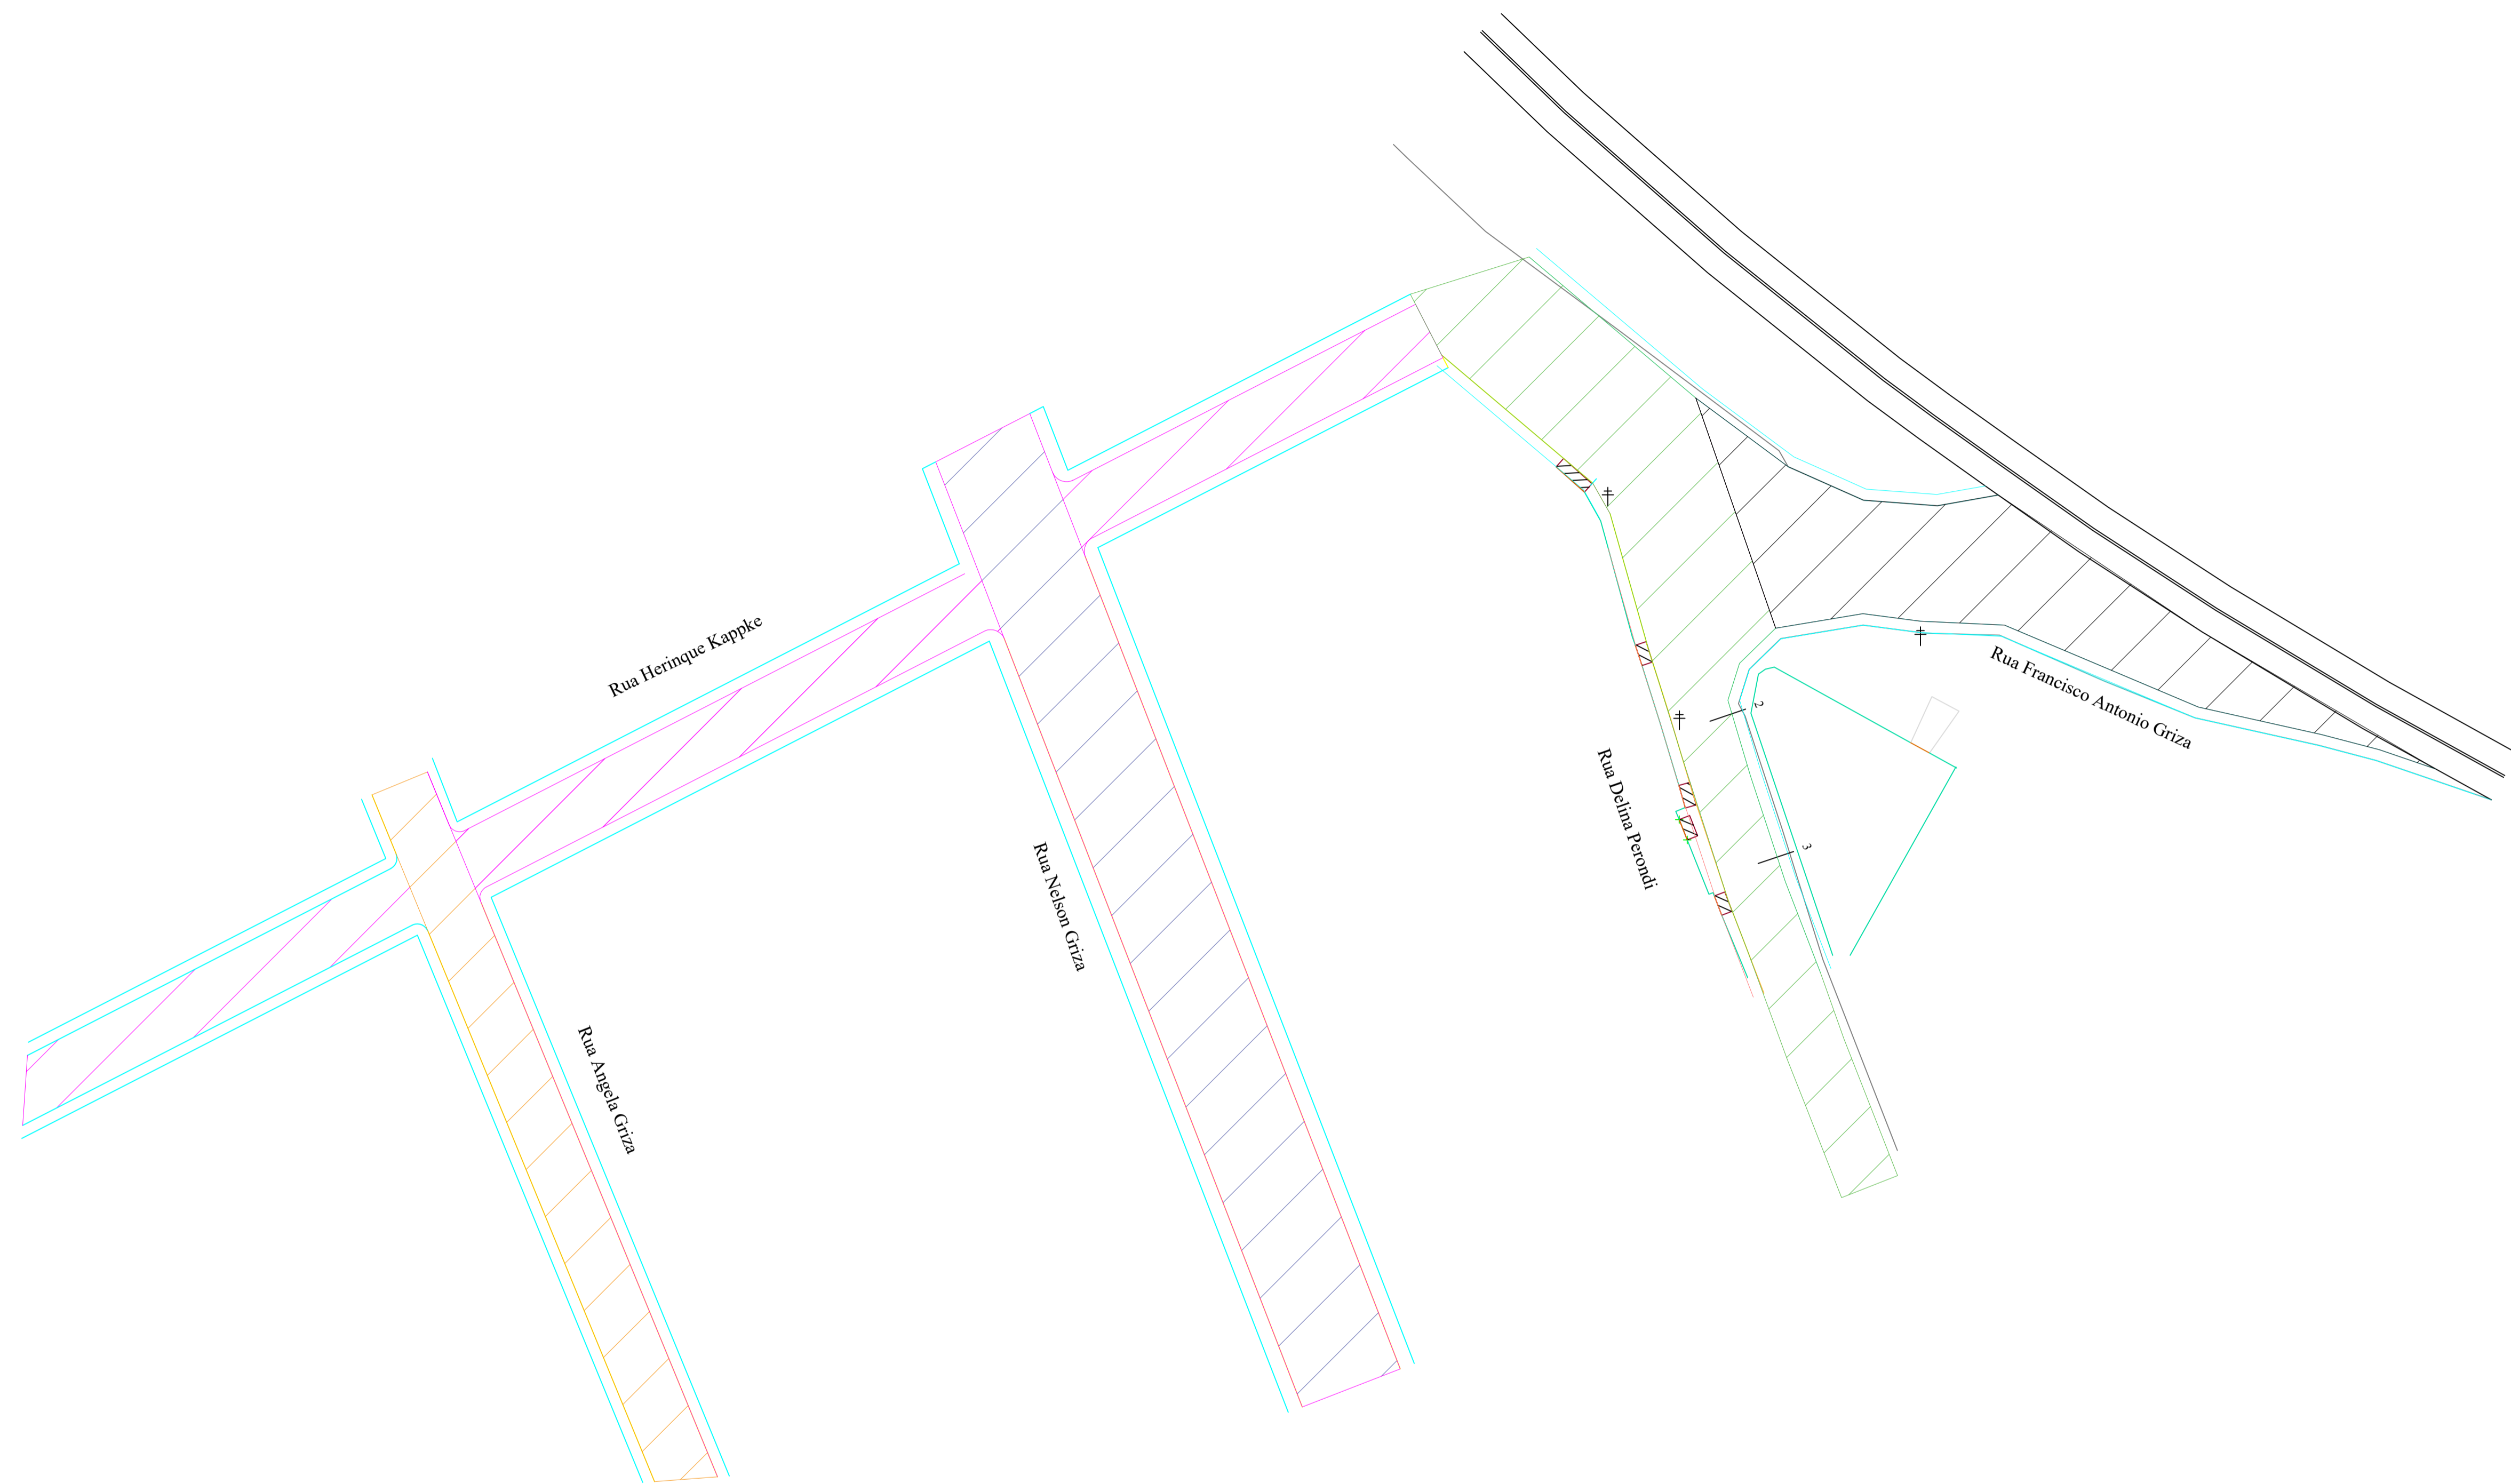 Rua Herinque Kappke
Rua Francisco Antonio Griza
2
Rua Delina Perondi
3
Rua Nelson Griza
Rua Angela Griza